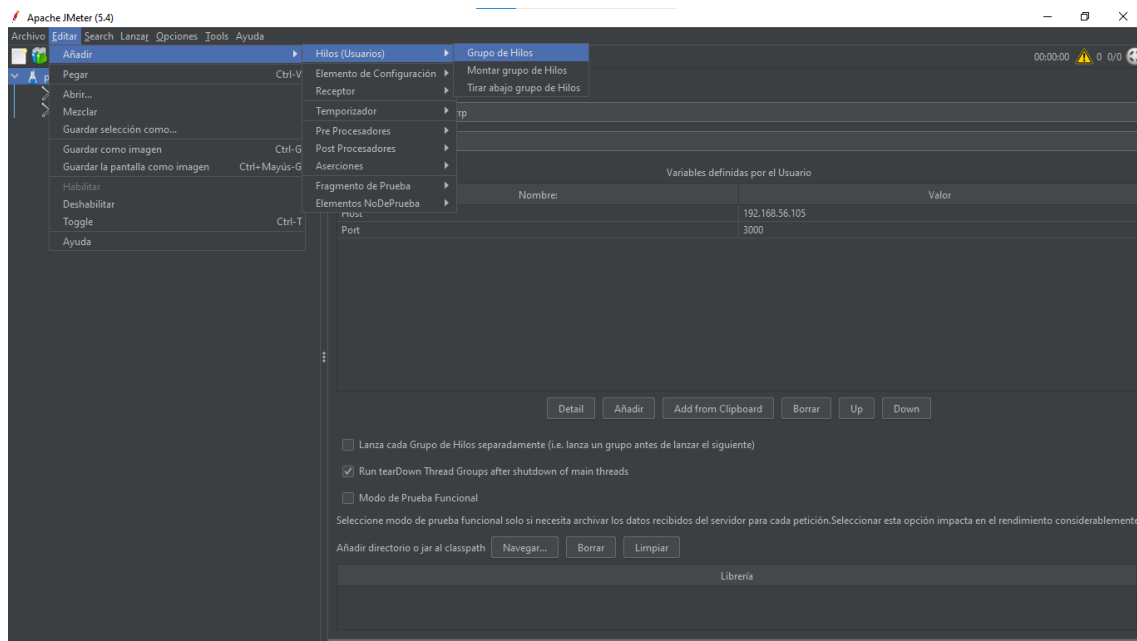 Apache JMeter (5.4)
Archivo Editar Search Lanzar Opciones Tools Ayuda
Añadir
Pegar Ctrl-V
Abrir...
Mezclar
Guardar selección como...
Guardar como imagen Ctrl-G
Guardar la pantalla como imagen Ctrl+Mayús-G
Habilitar
Deshabilitar
Toggle Ctrl-T
Ayuda
Hilos (Usuarios)
Elemento de Configuración
Receptor
Temporizador
Pre Procesadores
Post Procesadores
Aserciones
Fragmento de Prueba
Elementos NoDePrueba
Grupo de Hilos
Montar grupo de Hilos
Tirar abajo grupo de Hilos
00:00:00 0 0/0
Variables definidas por el Usuario
Nombre: Valor
Host 192.168.56.105
Port 3000
Detail Añadir Add from Clipboard Borrar Up Down
Lanza cada Grupo de Hilos separadamente (i.e. lanza un grupo antes de lanzar el siguiente)
Run tearDown Thread Groups after shutdown of main threads
Modo de Prueba Funcional
Seleccione modo de prueba funcional solo si necesita archivar los datos recibidos del servidor para cada petición.Seleccionar esta opción impacta en el rendimiento considerablemente
Añadir directorio o jar al classpath Navegar... Borrar Limpiar
Librería